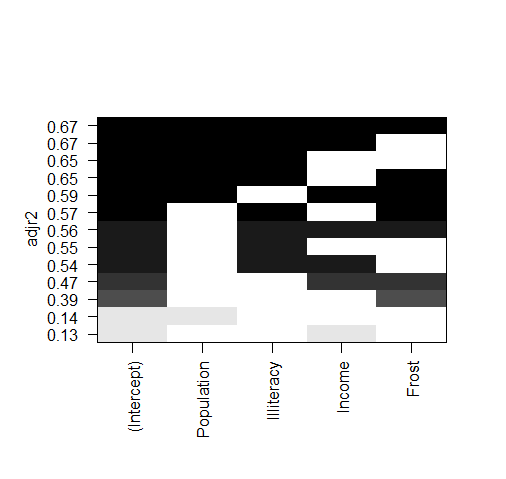 0.67
0.67
0.65
0.65
0.59
0.57
0.56
0.55
0.54
0.47
0.39
0.14
0.13
adjr2
(Intercept)
Population
Illiteracy
Income
Frost